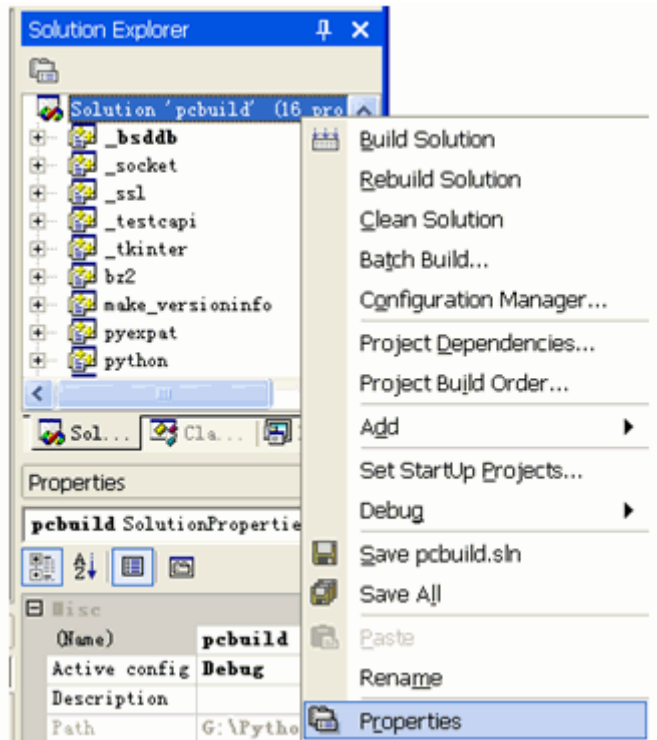 Solution Explorer
Solution 'pcbuild' (16 pro
_bsddb
_socket
_ssl
_testcapi
_tkinter
bz2
make_versioninfo
pyexpat
python
Sol... Cla...
Properties
pcbuild SolutionPropertie
Misc
(Name) pcbuild
Active config Debug
Description
Path G:\Pytho
Build Solution
Rebuild Solution
Clean Solution
Batch Build...
Configuration Manager...
Project Dependencies...
Project Build Order...
Add
Set StartUp Projects...
Debug
Save pcbuild.sln
Save All
Paste
Rename
Properties